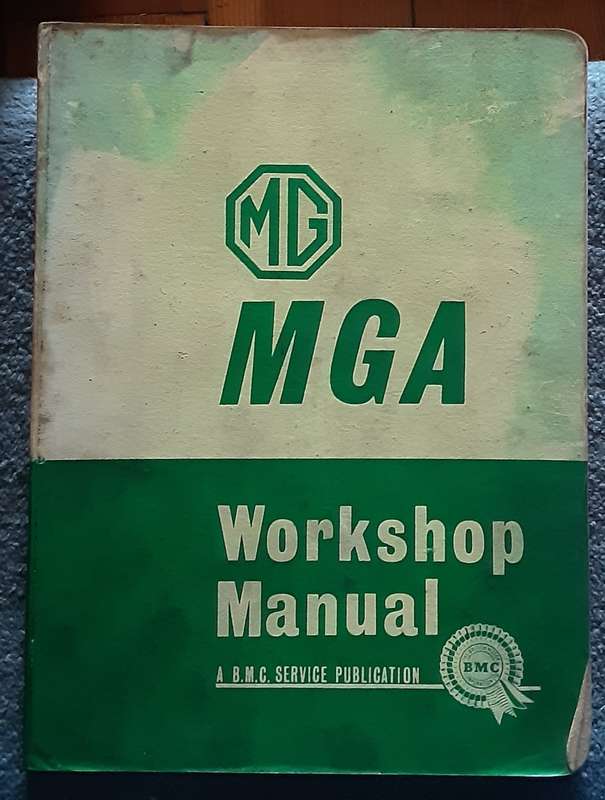 MG
MGA
Workshop
Manual
A B.M.C. SERVICE PUBLICATION
BMC